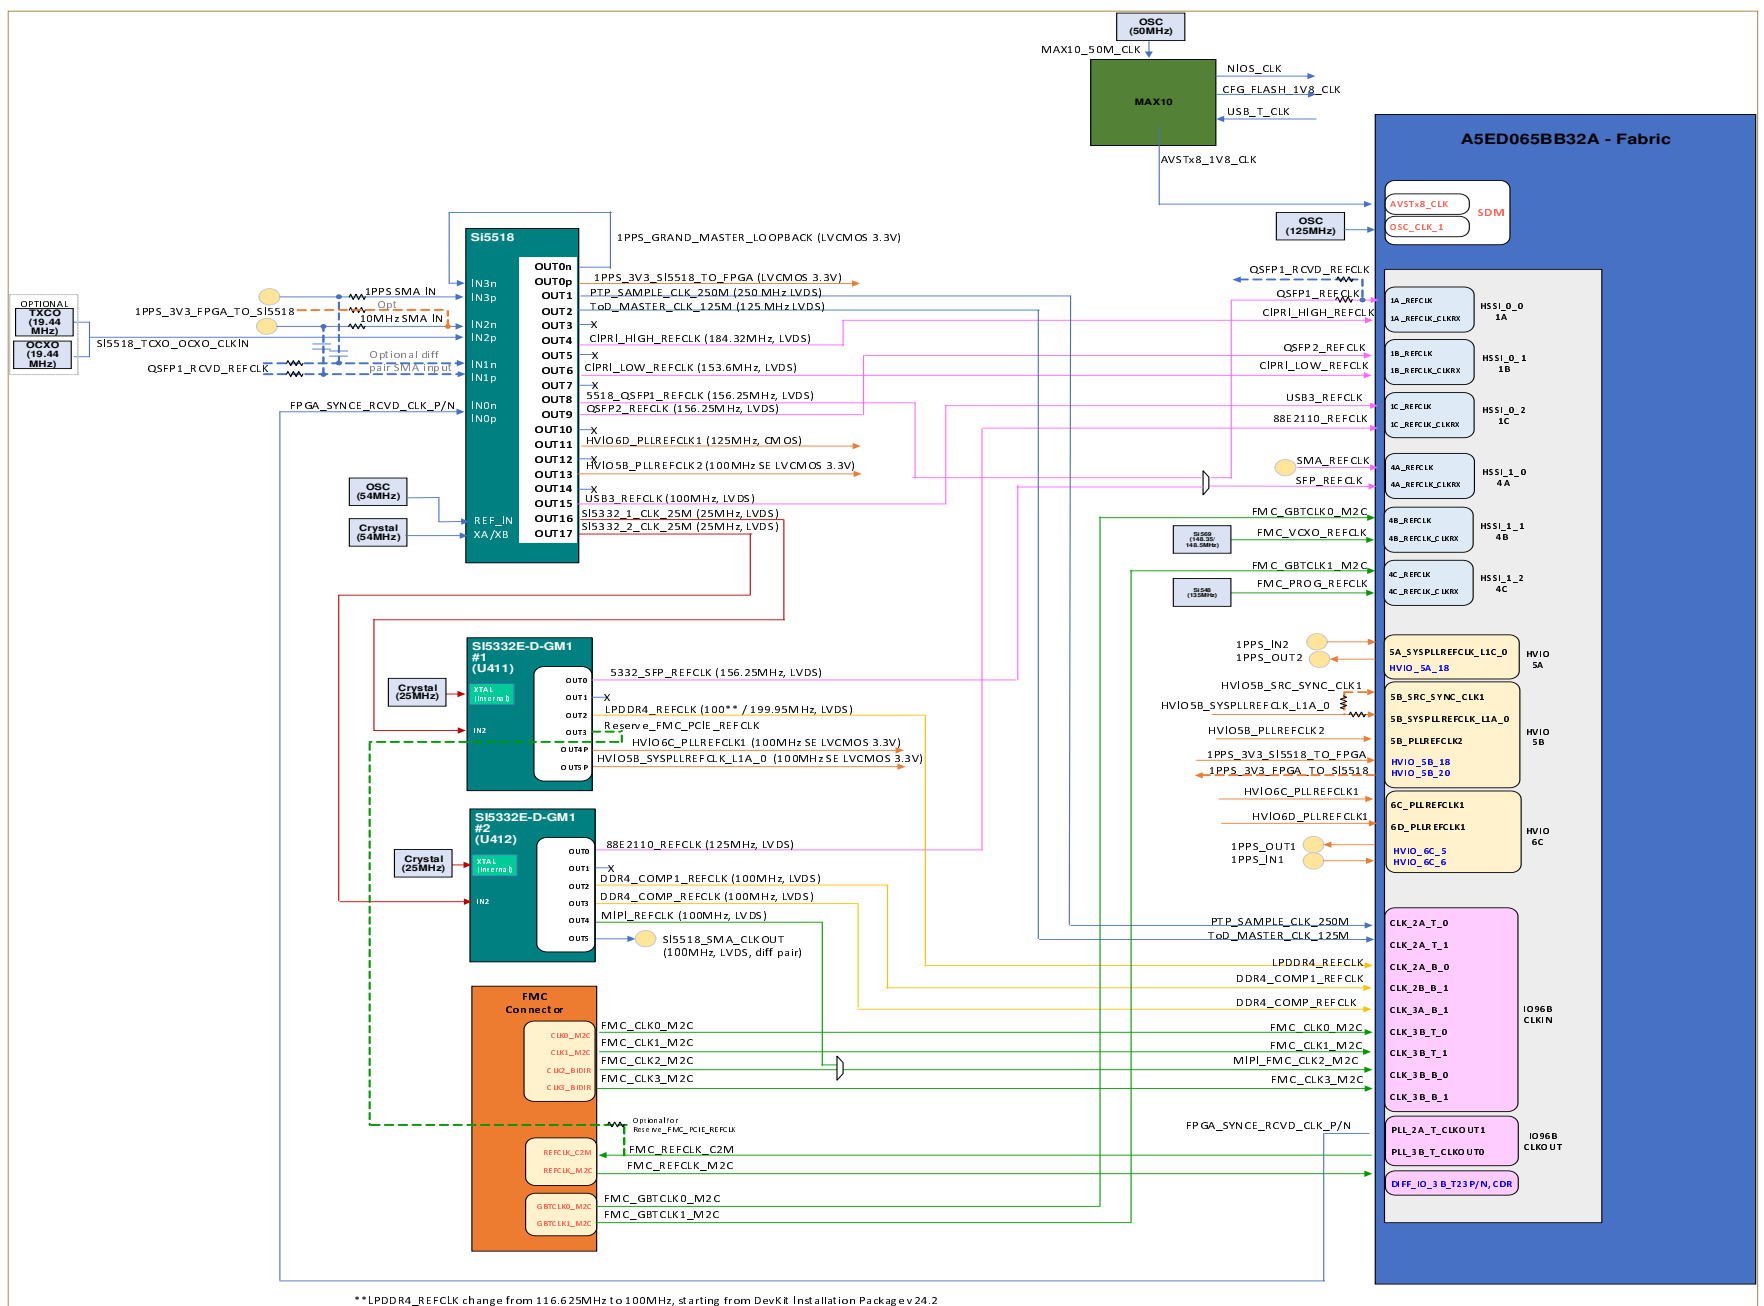 OSC
(50MHz)
MAX10_50M_CLK
MAX10
NIOS_CLK
CFG_FLASH_1V8_CLK
USB_T_CLK
AVSTx8_1V8_CLK
A5ED065BB32A - Fabric
AVSTx8_CLK
OSC_CLK_1
SDM
OSC
(125MHz)
Si5518
1PPS_GRAND_MASTER_LOOPBACK (LVCMOS 3.3V)
OUT0n
OUT0p
OUT1
OUT2
OUT3
OUT4
OUT5
OUT6
OUT7
OUT8
OUT9
OUT10
OUT11
OUT12
OUT13
OUT14
OUT15
OUT16
OUT17
IN3n
IN3p
IN2n
IN2p
IN1n
IN1p
IN0n
IN0p
REF_IN
XA/XB
1PPS_3V3_SI5518_TO_FPGA (LVCMOS 3.3V)
PTP_SAMPLE_CLK_250M (250 MHz LVDS)
ToD_MASTER_CLK_125M (125 MHz LVDS)
X
CIPRI_HIGH_REFCLK (184.32MHz, LVDS)
X
CIPRI_LOW_REFCLK (153.6MHz, LVDS)
X
5518_QSFP1_REFCLK (156.25MHz, LVDS)
QSFP2_REFCLK (156.25MHz, LVDS)
X
HVIO6D_PLLREFCLK1 (125MHz, CMOS)
X
HVIO5B_PLLREFCLK2 (100MHz SE LVCMOS 3.3V)
X
USB3_REFCLK (100MHz, LVDS)
SI5332_1_CLK_25M (25MHz, LVDS)
SI5332_2_CLK_25M (25MHz, LVDS)
OPTIONAL
TXCO
(19.44
MHz)
OCXO
(19.44
MHz)
1PPS SMA IN
Opt
1PPS_3V3_FPGA_TO_SI5518
10MHz SMA IN
SI5518_TCXO_OCXO_CLKIN
Optional diff
pair SMA input
QSFP1_RCVD_REFCLK
FPGA_SYNCE_RCVD_CLK_P/N
OSC
(54MHz)
Crystal
(54MHz)
QSFP1_RCVD_REFCLK
QSFP1_REFCLK
CIPRI_HIGH_REFCLK
QSFP2_REFCLK
CIPRI_LOW_REFCLK
USB3_REFCLK
88E2110_REFCLK
SMA_REFCLK
SFP_REFCLK
FMC_GBTCLK0_M2C
Si569
(148.35/
148.5MHz)
FMC_VCXO_REFCLK
FMC_GBTCLK1_M2C
Si548
(135MHz)
FMC_PROG_REFCLK
1A_REFCLK
1A_REFCLK_CLKRX
HSSI_0_0
1A
1B_REFCLK
1B_REFCLK_CLKRX
HSSI_0_1
1B
1C_REFCLK
1C_REFCLK_CLKRX
HSSI_0_2
1C
4A_REFCLK
4A_REFCLK_CLKRX
HSSI_1_0
4A
4B_REFCLK
4B_REFCLK_CLKRX
HSSI_1_1
4B
4C_REFCLK
4C_REFCLK_CLKRX
HSSI_1_2
4C
1PPS_IN2
1PPS_OUT2
5A_SYSPLLREFCLK_L1C_0
HVIO_5A_18
HVIO
5A
HVIO5B_SRC_SYNC_CLK1
HVIO5B_SYSPLLREFCLK_L1A_0
HVIO5B_PLLREFCLK2
1PPS_3V3_SI5518_TO_FPGA
1PPS_3V3_FPGA_TO_SI5518
5B_SRC_SYNC_CLK1
5B_SYSPLLREFCLK_L1A_0
5B_PLLREFCLK2
HVIO_5B_18
HVIO_5B_20
HVIO
5B
HVIO6C_PLLREFCLK1
HVIO6D_PLLREFCLK1
1PPS_OUT1
1PPS_IN1
6C_PLLREFCLK1
6D_PLLREFCLK1
HVIO_6C_5
HVIO_6C_6
HVIO
6C
SI5332E-D-GM1
#1
(U411)
XTAL
(Internal)
IN2
Crystal
(25MHz)
OUT0
OUT1
OUT2
OUT3
OUT4P
OUT5P
5332_SFP_REFCLK (156.25MHz, LVDS)
X
LPDDR4_REFCLK (100** / 199.95MHz, LVDS)
Reserve_FMC_PCIE_REFCLK
HVIO6C_PLLREFCLK1 (100MHz SE LVCMOS 3.3V)
HVIO5B_SYSPLLREFCLK_L1A_0 (100MHz SE LVCMOS 3.3V)
SI5332E-D-GM1
#2
(U412)
XTAL
(Internal)
IN2
Crystal
(25MHz)
OUT0
OUT1
OUT2
OUT3
OUT4
OUT5
88E2110_REFCLK (125MHz, LVDS)
X
DDR4_COMP1_REFCLK (100MHz, LVDS)
DDR4_COMP_REFCLK (100MHz, LVDS)
MIPI_REFCLK (100MHz, LVDS)
SI5518_SMA_CLKOUT
(100MHz, LVDS, diff pair)
PTP_SAMPLE_CLK_250M
ToD_MASTER_CLK_125M
LPDDR4_REFCLK
DDR4_COMP1_REFCLK
DDR4_COMP_REFCLK
FMC_CLK0_M2C
FMC_CLK1_M2C
MIPI_FMC_CLK2_M2C
FMC_CLK3_M2C
CLK_2A_T_0
CLK_2A_T_1
CLK_2A_B_0
CLK_2B_B_1
CLK_3A_B_1
CLK_3B_T_0
CLK_3B_T_1
CLK_3B_B_0
CLK_3B_B_1
IO96B
CLKIN
FMC
Connector
CLK0_M2C
CLK1_M2C
CLK2_BIDIR
CLK3_BIDIR
FMC_CLK0_M2C
FMC_CLK1_M2C
FMC_CLK2_M2C
FMC_CLK3_M2C
Optional for
Reserve_FMC_PCIE_REFCLK
REFCLK_C2M
REFCLK_M2C
FMC_REFCLK_C2M
FMC_REFCLK_M2C
GBTCLK0_M2C
GBTCLK1_M2C
FMC_GBTCLK0_M2C
FMC_GBTCLK1_M2C
FPGA_SYNCE_RCVD_CLK_P/N
PLL_2A_T_CLKOUT1
PLL_3B_T_CLKOUT0
IO96B
CLKOUT
DIFF_IO_3B_T23P/N, CDR
**LPDDR4_REFCLK change from 116.625MHz to 100MHz, starting from DevKit Installation Package v24.2